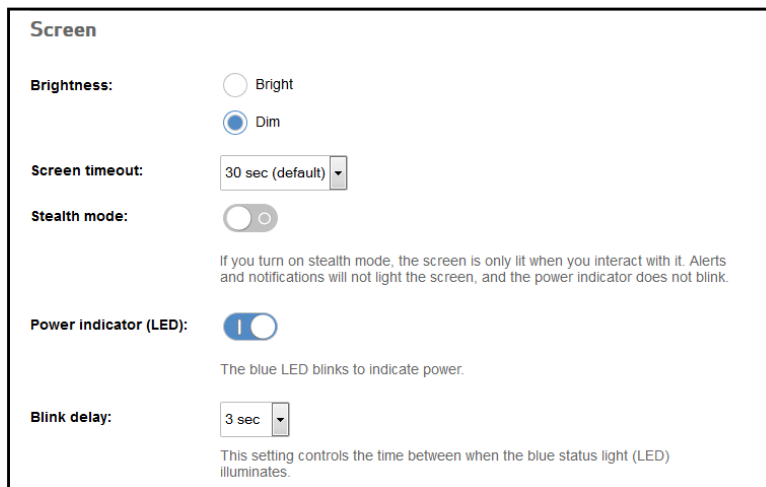 Screen
Brightness:
Bright
Dim
Screen timeout:
30 sec (default)
Stealth mode:
If you turn on stealth mode, the screen is only lit when you interact with it. Alerts
and notifications will not light the screen, and the power indicator does not blink.
Power indicator (LED):
The blue LED blinks to indicate power.
Blink delay:
3 sec
This setting controls the time between when the blue status light (LED)
illuminates.